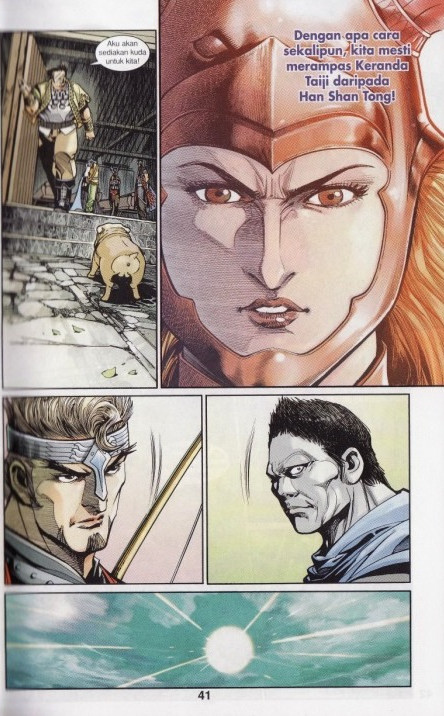 Aku akan
sediakan kuda
untuk kita!
Dengan apa cara
sekalipun, kita mesti
merampas Keranda
Taiji daripada
Han Shan Tong!
41